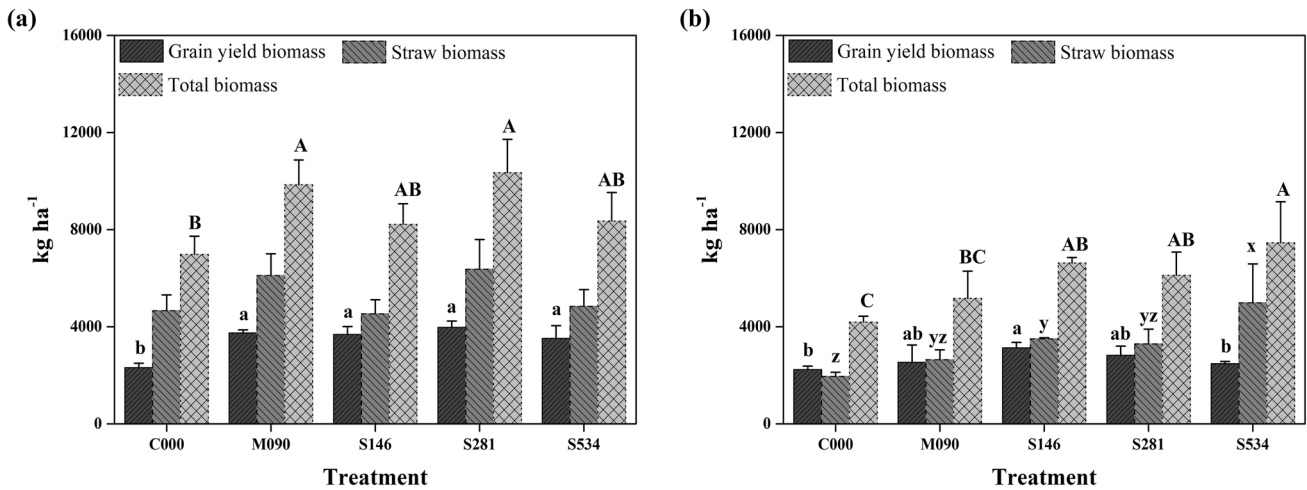 (a)
16000
12000
8000
4000
0
kg ha⁻¹
Grain yield biomass
Straw biomass
Total biomass
b
B
a
A
a
AB
a
A
a
AB
C000
M090
S146
S281
S534
Treatment
(b)
16000
12000
8000
4000
0
kg ha⁻¹
Grain yield biomass
Straw biomass
Total biomass
b
z
C
ab
yz
BC
a
y
AB
ab
yz
AB
b
x
A
C000
M090
S146
S281
S534
Treatment